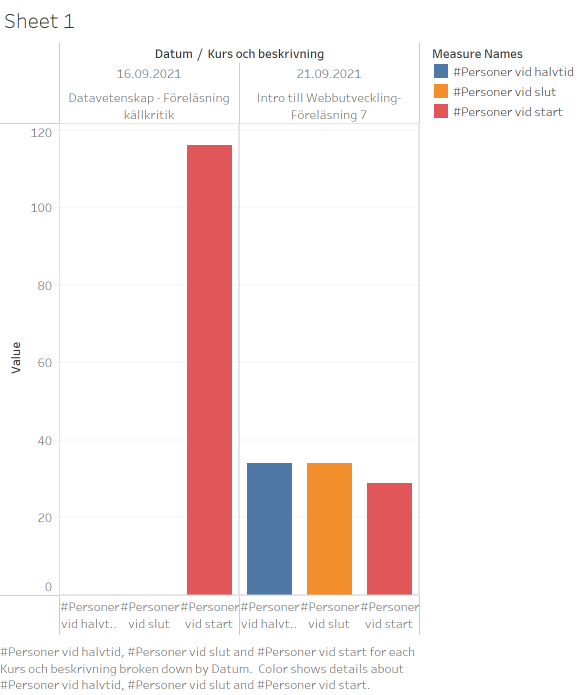 Sheet 1
Datum / Kurs och beskrivning
16.09.2021
21.09.2021
Datavetenskap - Föreläsning
källkritik
Intro till Webbutveckling-
Föreläsning 7
Measure Names
#Personer vid halvtid
#Personer vid slut
#Personer vid start
120
100
80
60
40
20
0
Value
#Personer #Personer #Personer #Personer #Personer #Personer
vid halvt.. vid slut vid start vid halvt.. vid slut vid start
#Personer vid halvtid, #Personer vid slut and #Personer vid start for each
Kurs och beskrivning broken down by Datum. Color shows details about
#Personer vid halvtid, #Personer vid slut and #Personer vid start.